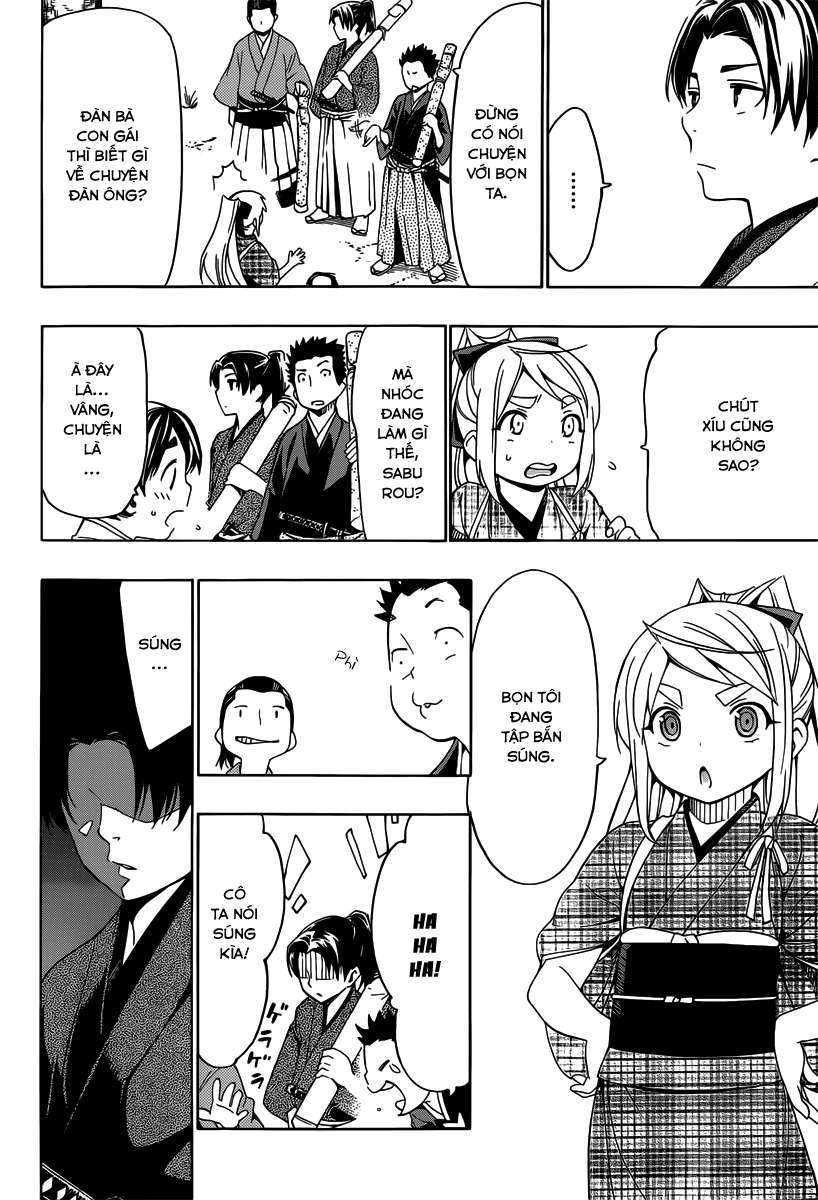 .......
ĐỪNG
CÓ NÓI
CHUYỆN
VỚI BỌN
TA.
ĐÀN BÀ
CON GÁI
THÌ BIẾT GÌ
VỀ CHUYỆN
ĐÀN ÔNG?
CHÚT
XÍU CŨNG
KHÔNG
SAO?
MÀ
NHÓC
ĐANG
LÀM GÌ
THẾ,
SABU
ROU?
À ĐÂY
LÀ...
VÂNG,
CHUYỆN
LÀ
...
BỌN TÔI
ĐANG
TẬP BẮN
SÚNG.
Phì
HA
HA
HA!
CÔ
TA NÓI
SÚNG
KÌA!
ゲラゲラ
SÚNG
...